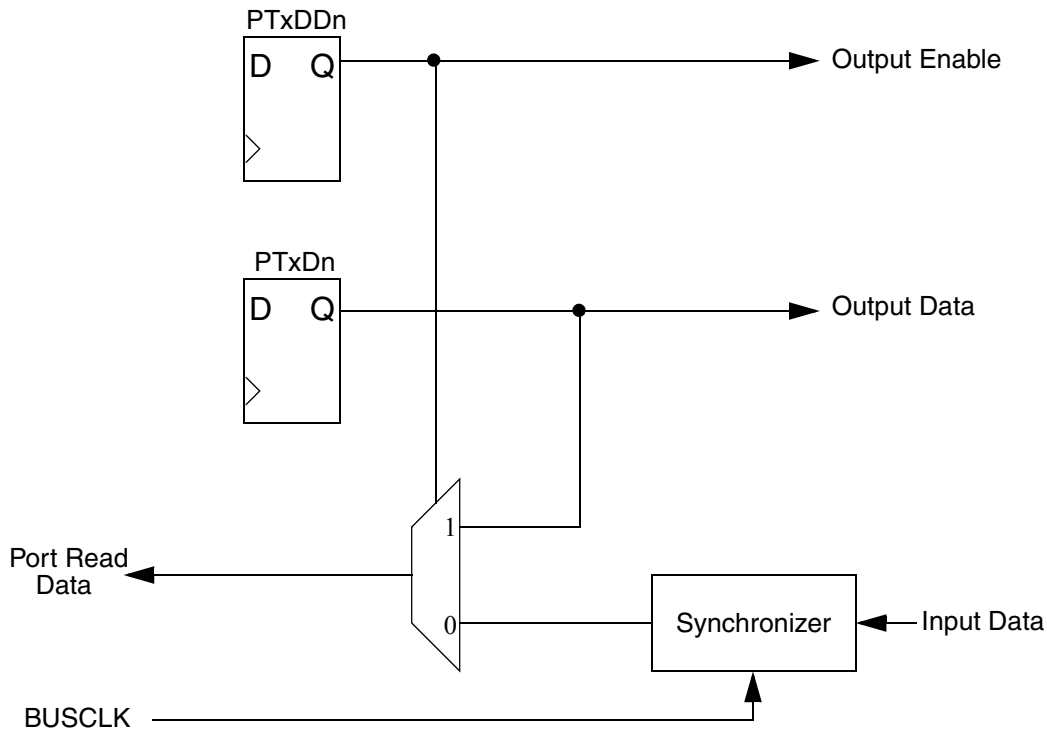 PTxDDn
D Q
Output Enable
PTxDn
D Q
Output Data
1
Port Read
Data
0
Synchronizer
Input Data
BUSCLK